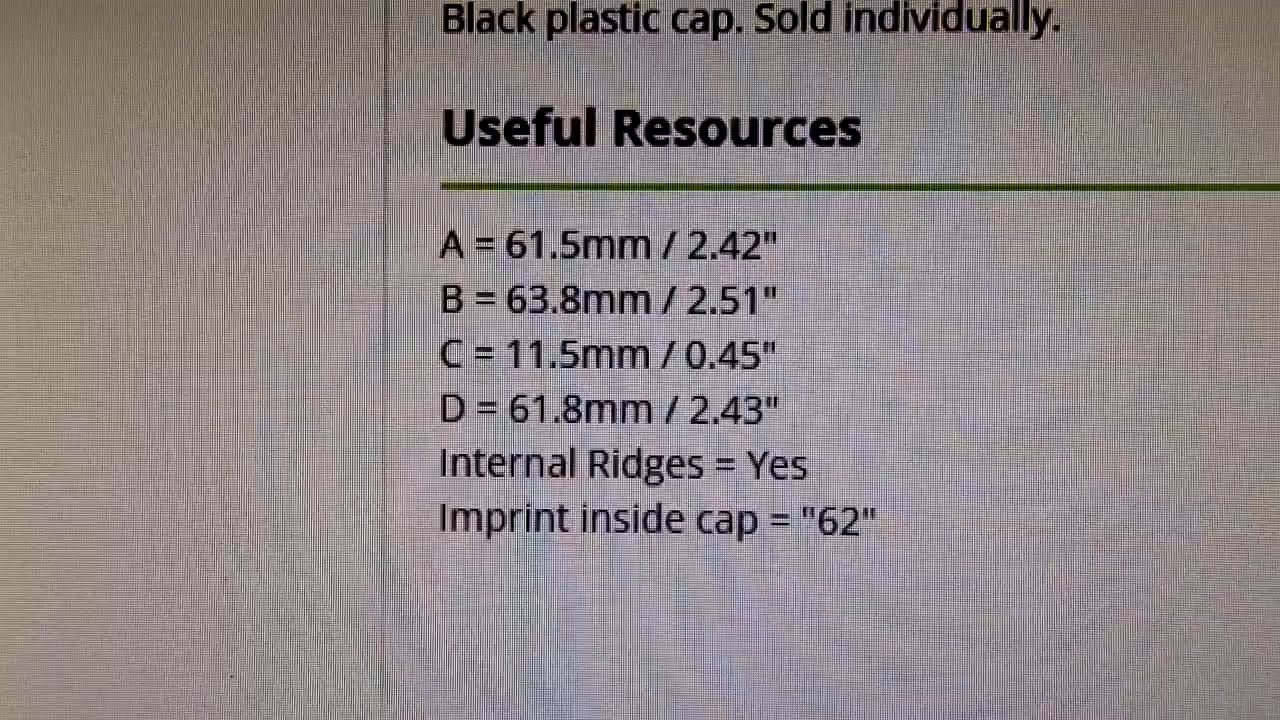 Black plastic cap. Sold individually.
Useful Resources
A = 61.5mm / 2.42"
B = 63.8mm / 2.51"
C = 11.5mm / 0.45"
D = 61.8mm / 2.43"
Internal Ridges = Yes
Imprint inside cap = "62"